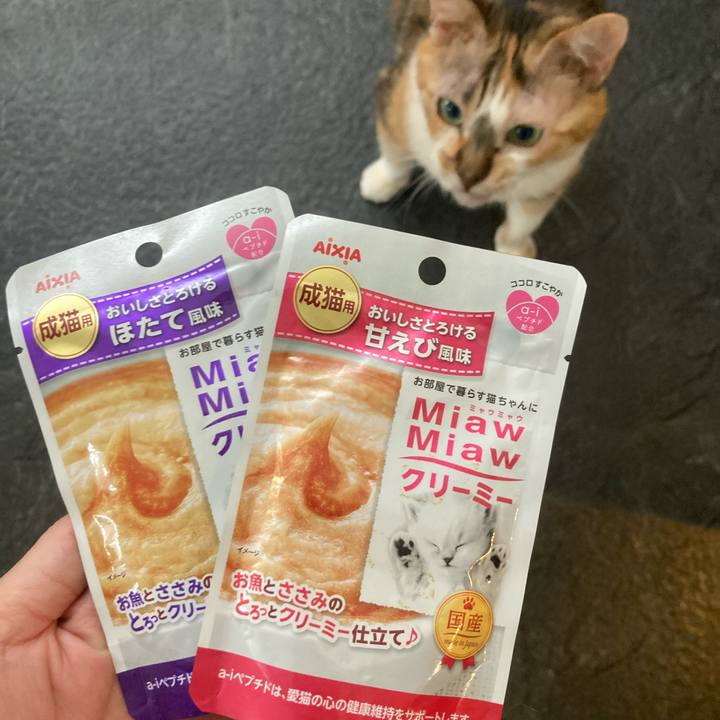 AIXIA
成猫用
おいしさとろける
ほたて風味
ココロすこやか
a-i
ペプチド
配合
お部屋で暮らす猫
ミャ
Mia
Mi
ク
イメージ
お魚とささみの
とろっとクリー
a-iペプチド
AIXIA
成猫用
おいしさとろける
甘えび風味
ココロすこやか
a-i
ペプチド
配合
お部屋で暮らす猫ちゃんに
ミャウミャウ
Miaw
Miaw
クリーミー
イメージ
お魚とささみの
とろっとクリーミー仕立て♪
国産
made in Japan
a-iペプチドは、愛猫の心の健康維持をサポートします